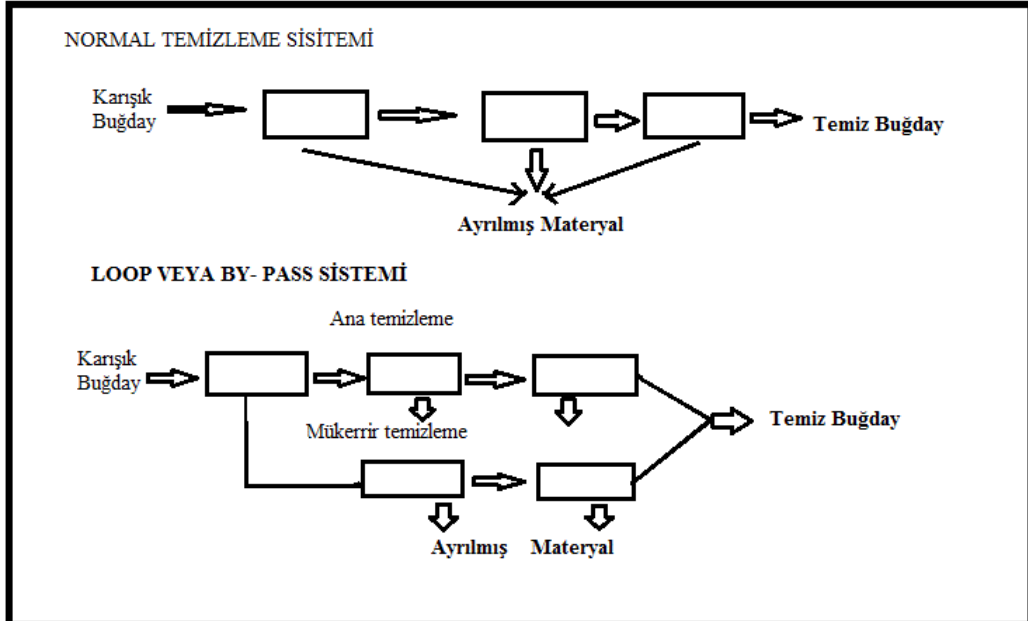 NORMAL TEMİZLEME SİSİTEMİ
Karışık
Buğday
Temiz Buğday
Ayrılmış Materyal
LOOP VEYA BY- PASS SİSTEMİ
Ana temizleme
Karışık
Buğday
Temiz Buğday
Mükerrir temizleme
Ayrılmış Materyal